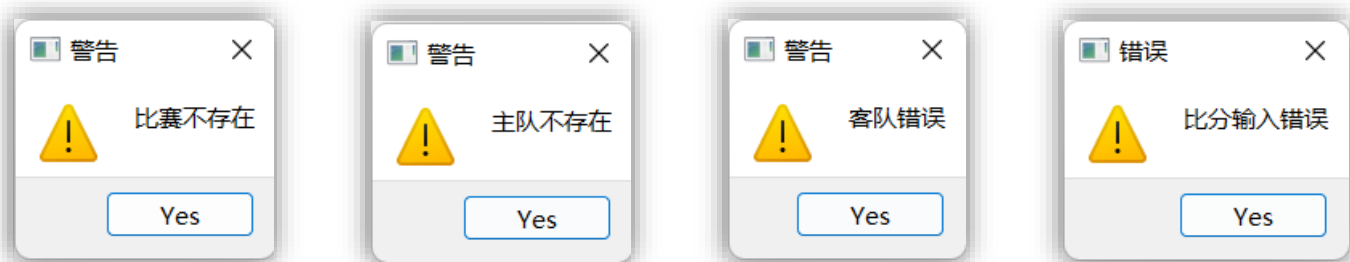 警告
比赛不存在
Yes
警告
主队不存在
Yes
警告
客队错误
Yes
错误
比分输入错误
Yes